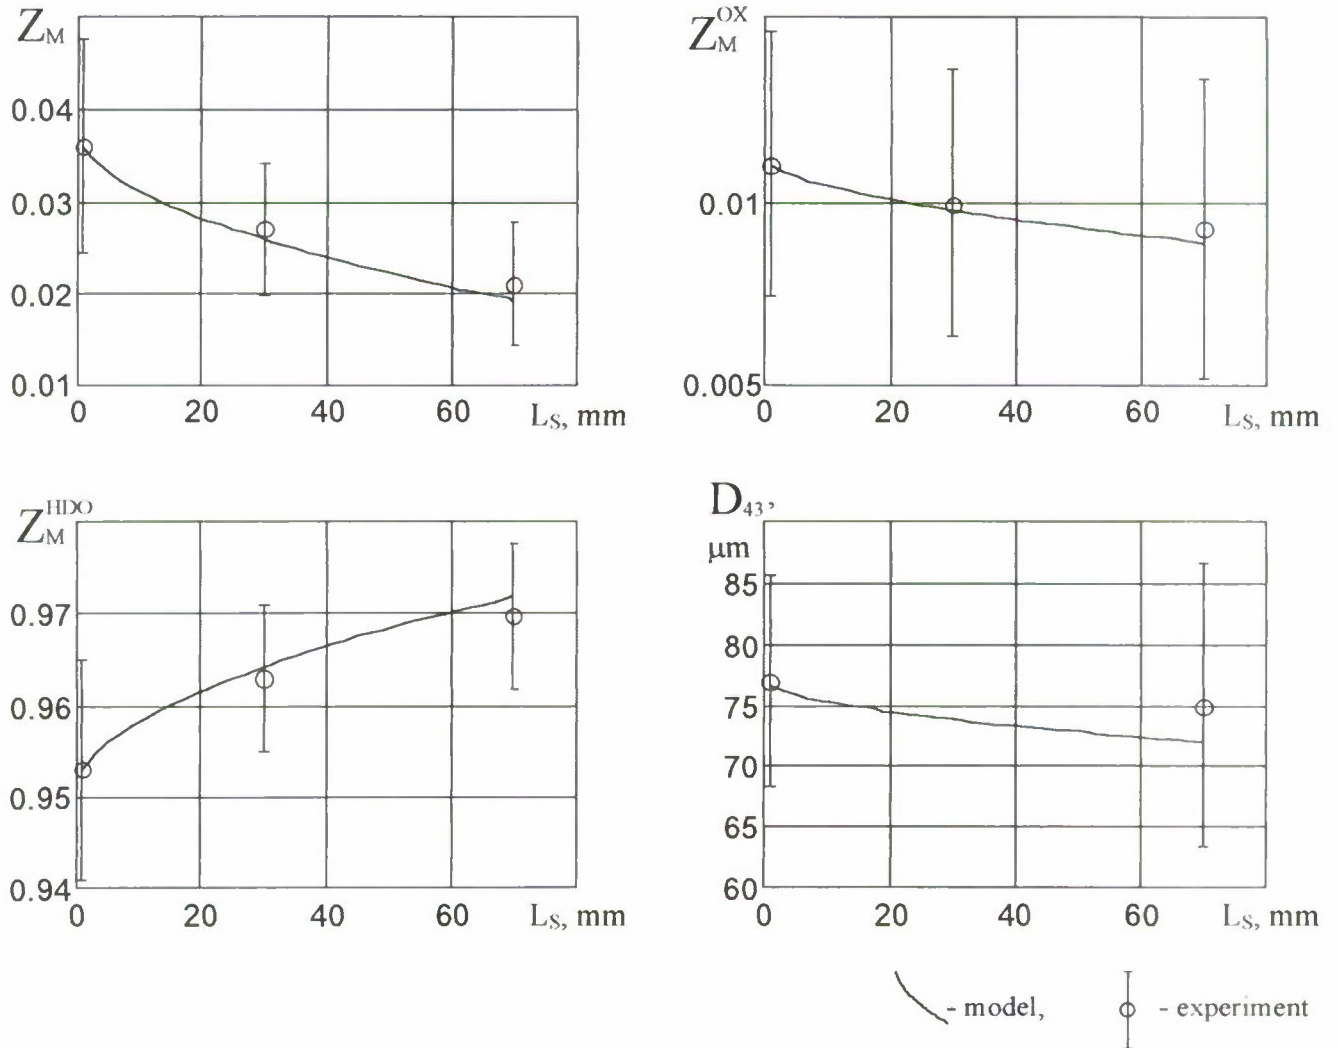 Z_M
0.04
0.03
0.02
0.01
0 20 40 60 L_S, mm
Z_M^OX
0.01
0.005
0 20 40 60 L_S, mm
Z_M^HDO
0.97
0.96
0.95
0.94
0 20 40 60 L_S, mm
D_43,
μm
85
80
75
70
65
60
0 20 40 60 L_S, mm
- model, - experiment